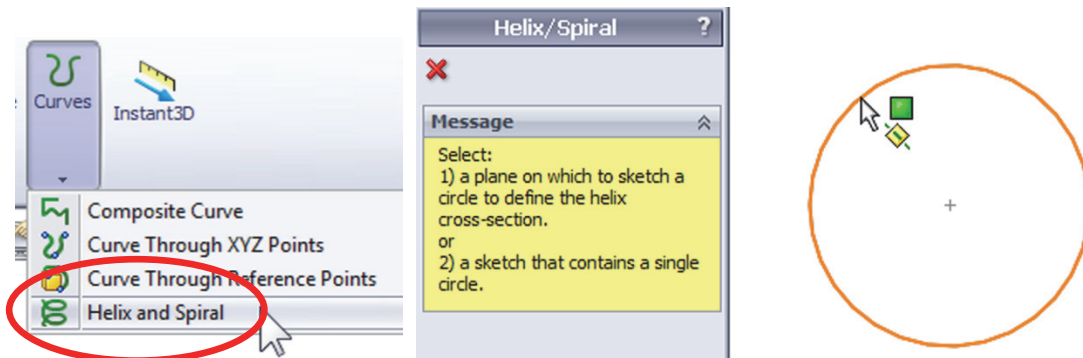 Curves
Instant3D
Composite Curve
Curve Through XYZ Points
Curve Through Reference Points
Helix and Spiral
Helix/Spiral ?
Message
Select:
1) a plane on which to sketch a
circle to define the helix
cross-section.
or
2) a sketch that contains a single
circle.